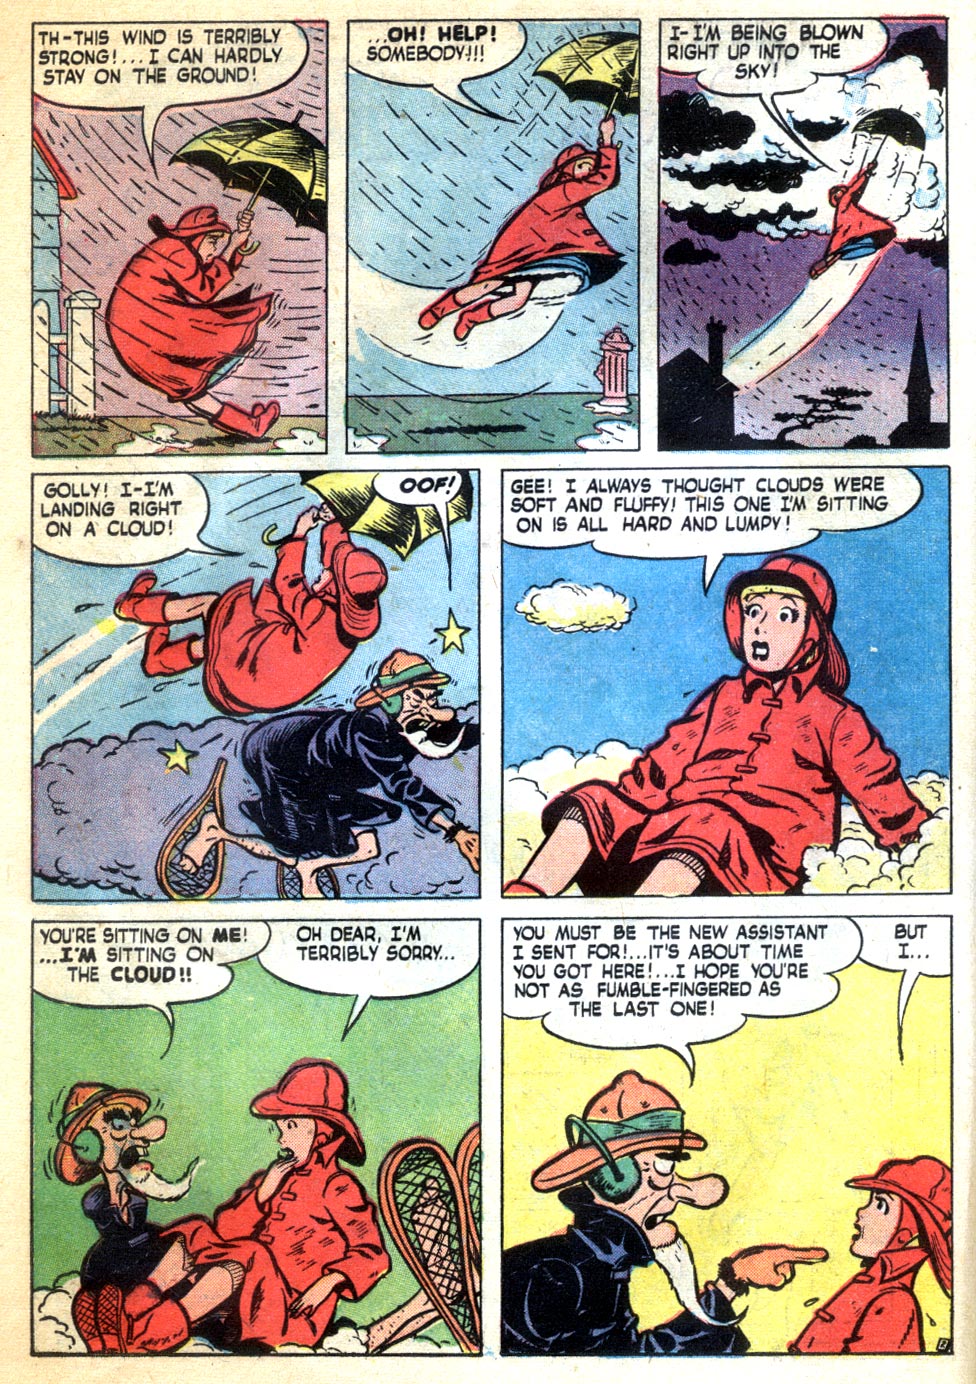 TH-THIS WIND IS TERRIBLY
STRONG!...I CAN HARDLY
STAY ON THE GROUND!
...OH! HELP!
SOMEBODY!!!
I-I'M BEING BLOWN
RIGHT UP INTO THE
SKY!
GOLLY! I-I'M
LANDING RIGHT
ON A CLOUD!
OOF!
GEE! I ALWAYS THOUGHT CLOUDS WERE
SOFT AND FLUFFY! THIS ONE I'M SITTING
ON IS ALL HARD AND LUMPY!
YOU'RE SITTING ON ME!
...I'M SITTING ON
THE CLOUD!!
OH DEAR, I'M
TERRIBLY SORRY...
YOU MUST BE THE NEW ASSISTANT
I SENT FOR!...IT'S ABOUT TIME
YOU GOT HERE!...I HOPE YOU'RE
NOT AS FUMBLE-FINGERED AS
THE LAST ONE!
BUT
I...